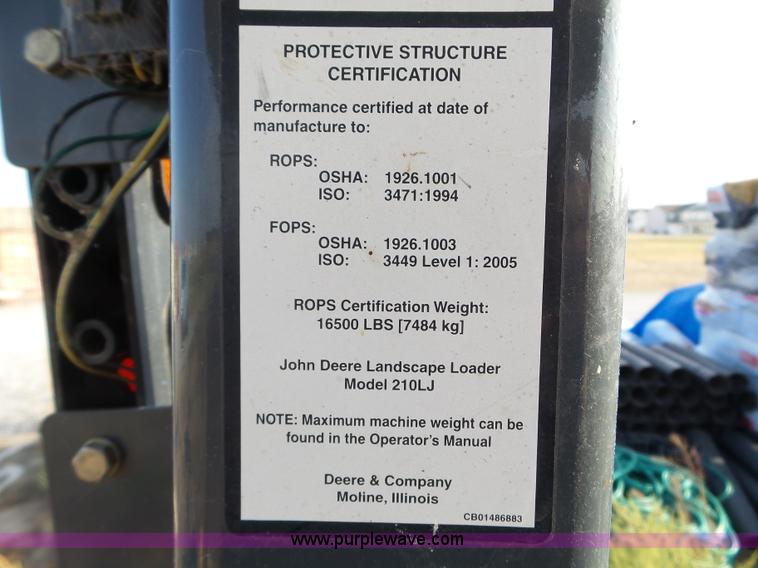 PROTECTIVE STRUCTURE
CERTIFICATION
Performance certified at date of
manufacture to:
ROPS:
OSHA: 1926.1001
ISO: 3471:1994
FOPS:
OSHA: 1926.1003
ISO: 3449 Level 1: 2005
ROPS Certification Weight:
16500 LBS [7484 kg]
John Deere Landscape Loader
Model 210LJ
NOTE: Maximum machine weight can be
found in the Operator's Manual
Deere & Company
Moline, Illinois
CB01486883
www.purplewave.com